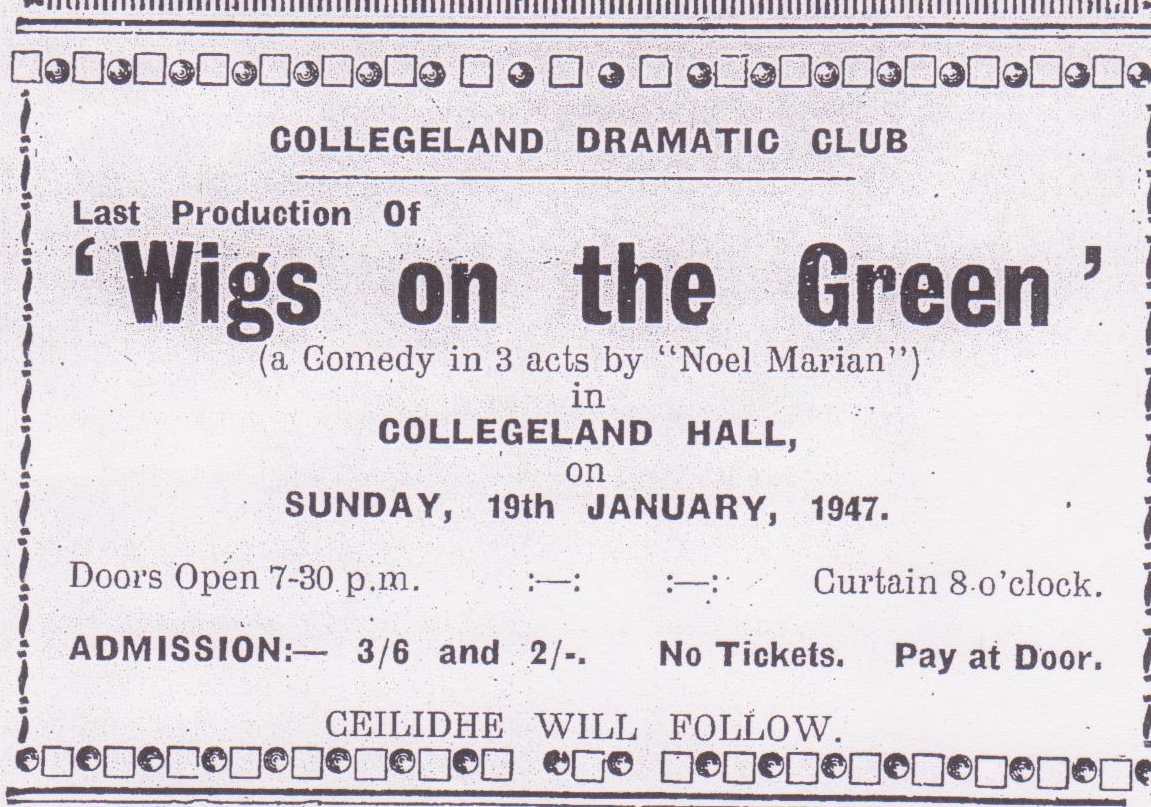 COLLEGELAND DRAMATIC CLUB
Last Production Of
‘Wigs on the Green’
(a Comedy in 3 acts by “Noel Marian”)
in
COLLEGELAND HALL,
on
SUNDAY, 19th JANUARY, 1947.
Doors Open 7-30 p.m. :—: :—: Curtain 8 o'clock.
ADMISSION:— 3/6 and 2/-. No Tickets. Pay at Door.
CEILIDHE WILL FOLLOW.